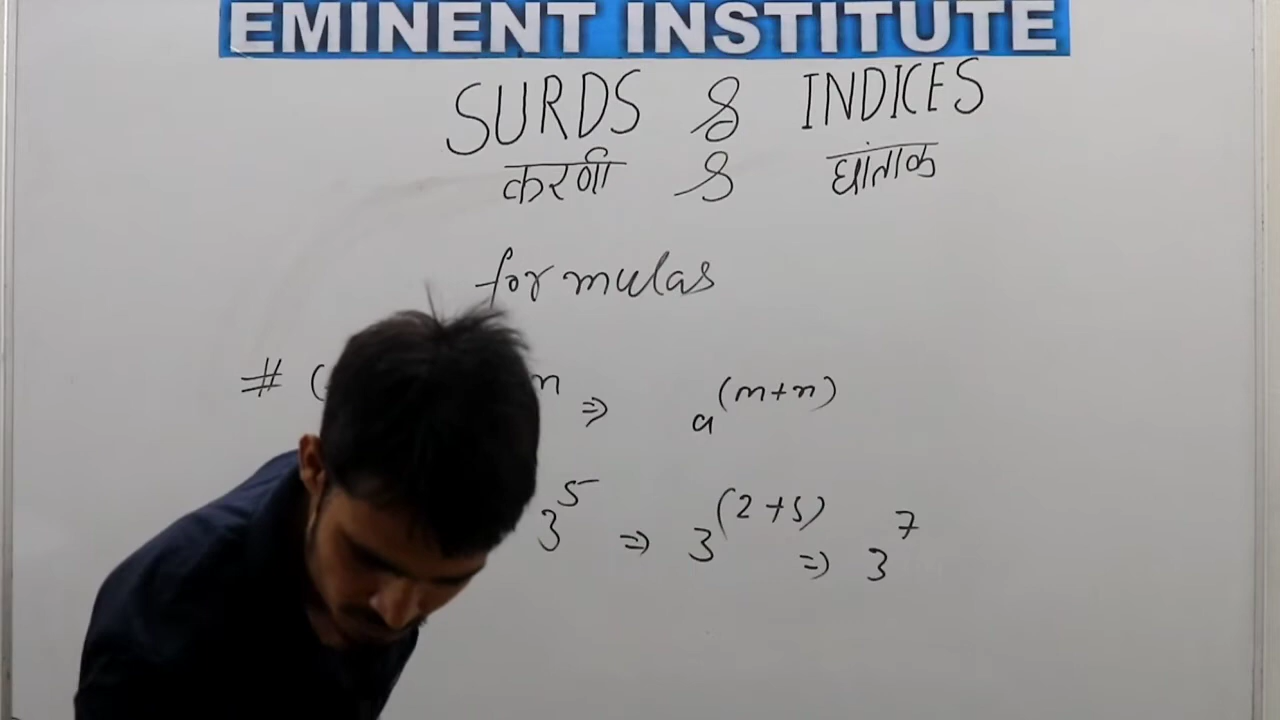 EMINENT INSTITUTE
SURDS & INDICES
करणी & घांताक
formulas
# ( n ⇒ a^(m+n)
3^5 ⇒ 3^(2+5) ⇒ 3^7